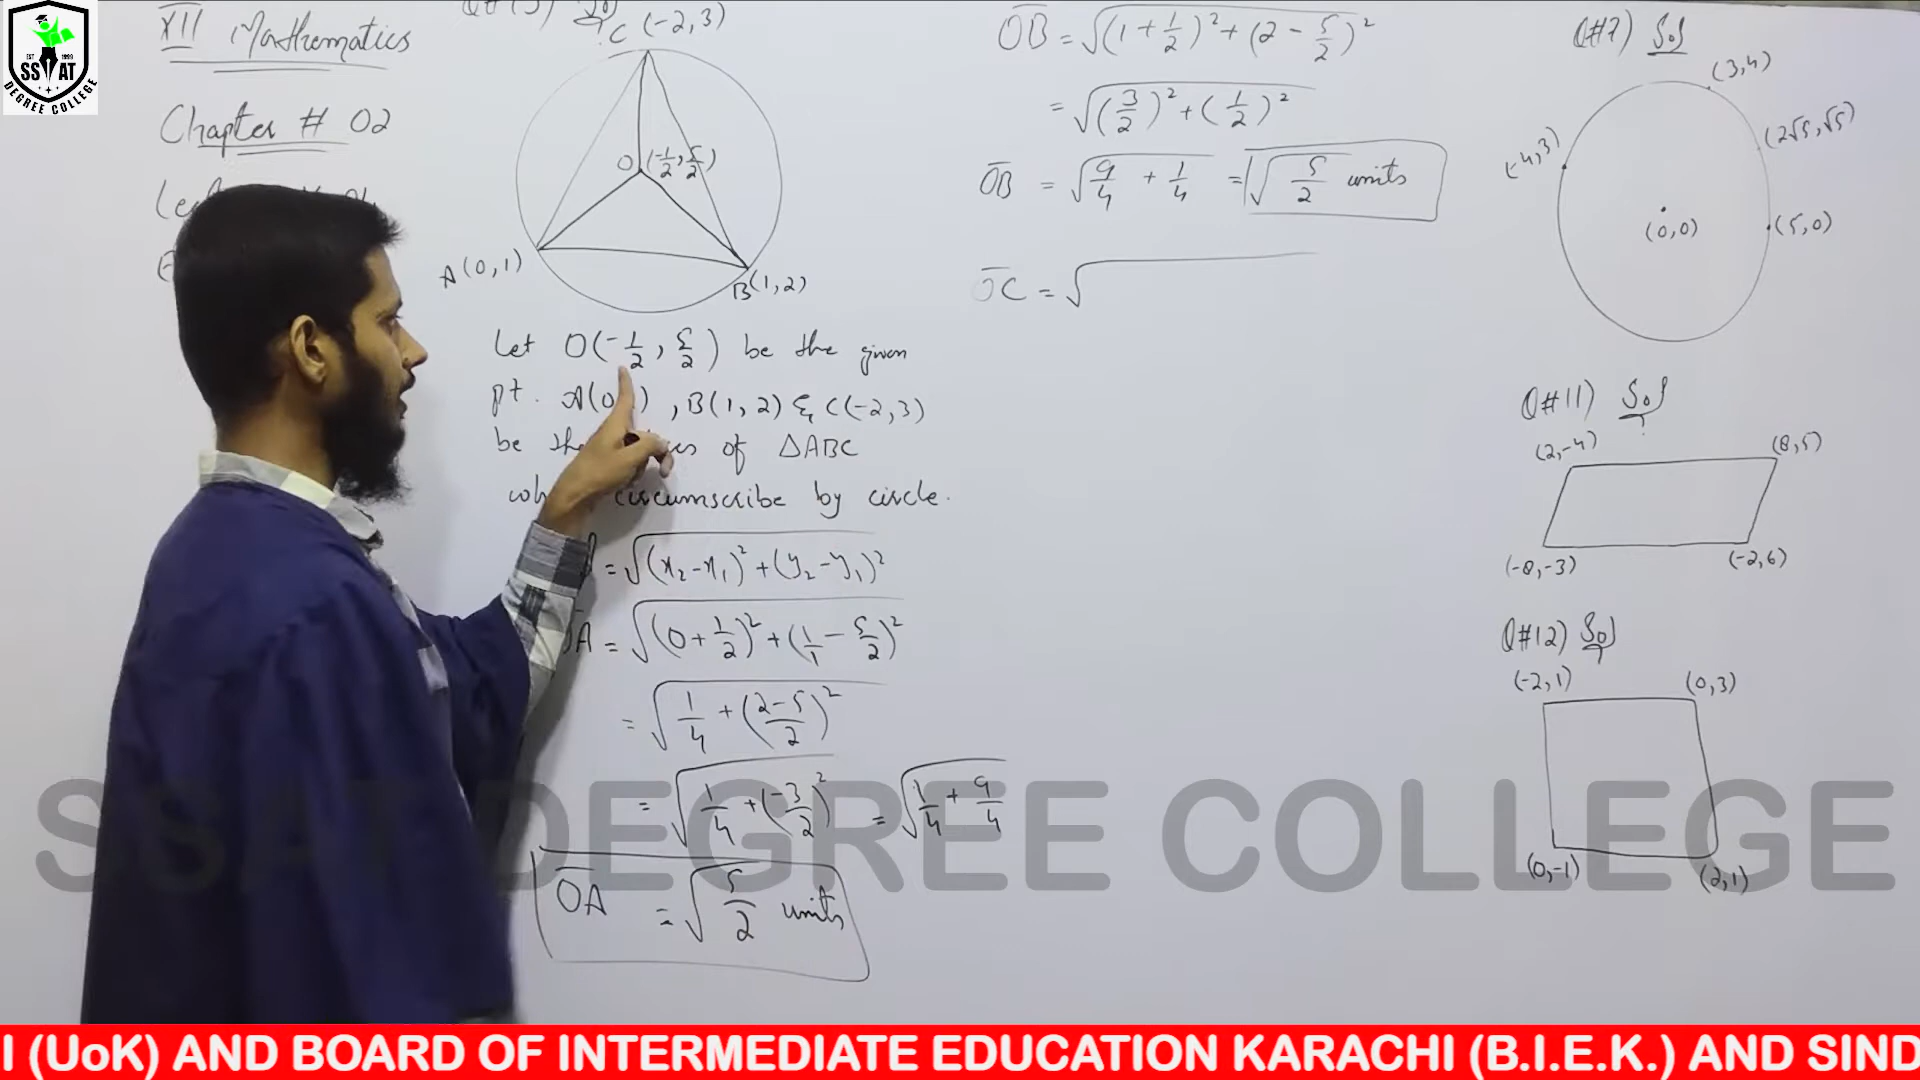 SSAT
EST 1999
DEGREE COLLEGE
XII Mathematics
Chapter # 02
C (-2, 3)
O (-1/2, 5/2)
A (0, 1)
B (1, 2)
Let O(-1/2, 5/2) be the given
pt. A(0, ) , B(1, 2) & C(-2, 3)
be the of ΔABC
circumscribe by circle.
= √((x₂ - x₁)² + (y₂ - y₁)²
OA = √((0 + 1/2)² + (1/1 - 5/2)²
= √(1/4 + ((2-5)/2)²
= √(1/4 + (-3/2)² = √(1/4 + 9/4
OA = √(5/2) units
OB = √((1 + 1/2)² + (2 - 5/2)²
= √((3/2)² + (1/2)²
OB = √(9/4 + 1/4 = √(5/2) units
OC = √
Q#7) Sol
(3, 4)
(2√5, √5)
(-4, 3)
(0, 0)
(5, 0)
Q#11) Sol
(2, -4)
(8, 5)
(-8, -3)
(-2, 6)
Q#12) Sol
(-2, 1)
(0, 3)
(0, -1)
(2, 1)
SSAT DEGREE COLLEGE
I (UoK) AND BOARD OF INTERMEDIATE EDUCATION KARACHI (B.I.E.K.) AND SIND